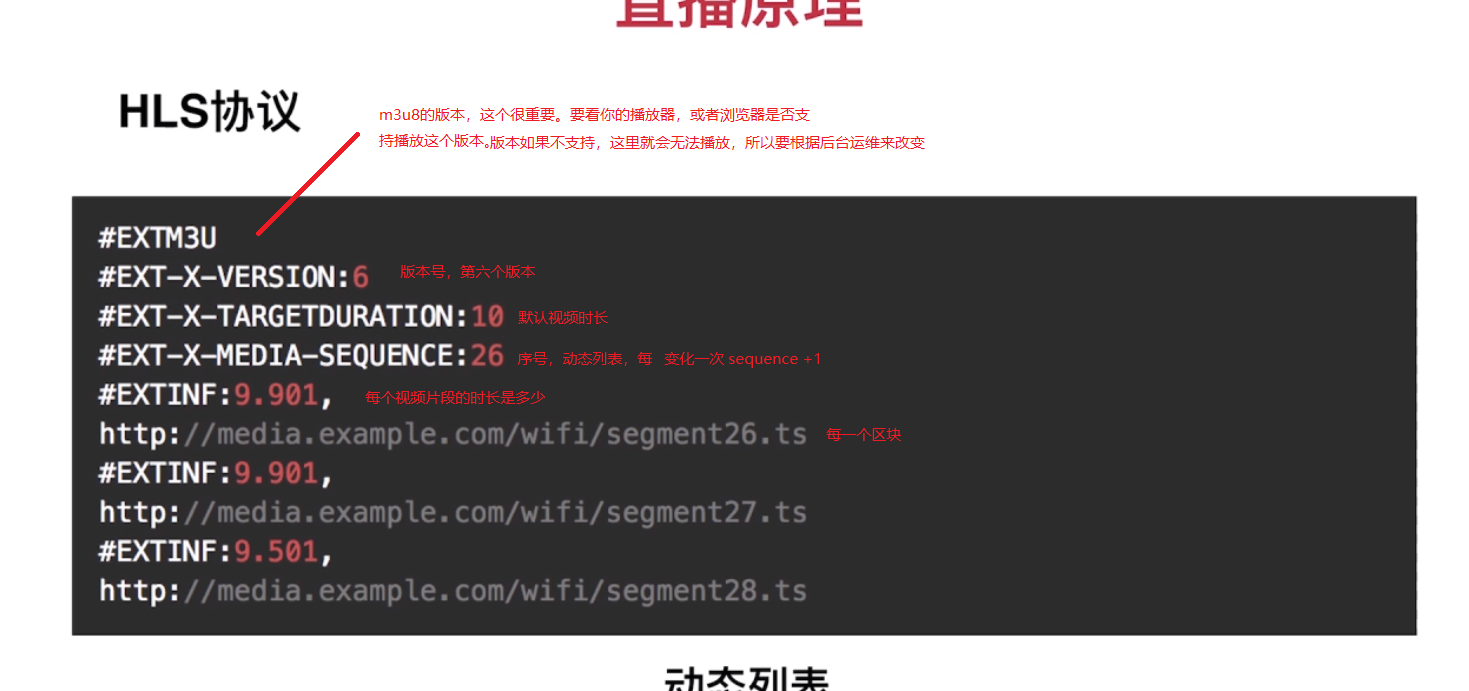 直播原理
HLS协议
m3u8的版本，这个很重要。要看你的播放器，或者浏览器是否支
持播放这个版本。版本如果不支持，这里就会无法播放，所以要根据后台运维来改变
#EXTM3U
#EXT-X-VERSION:6 版本号，第六个版本
#EXT-X-TARGETDURATION:10 默认视频时长
#EXT-X-MEDIA-SEQUENCE:26 序号，动态列表，每 变化一次 sequence +1
#EXTINF:9.901, 每个视频片段的时长是多少
http://media.example.com/wifi/segment26.ts 每一个区块
#EXTINF:9.901,
http://media.example.com/wifi/segment27.ts
#EXTINF:9.501,
http://media.example.com/wifi/segment28.ts
动态列表